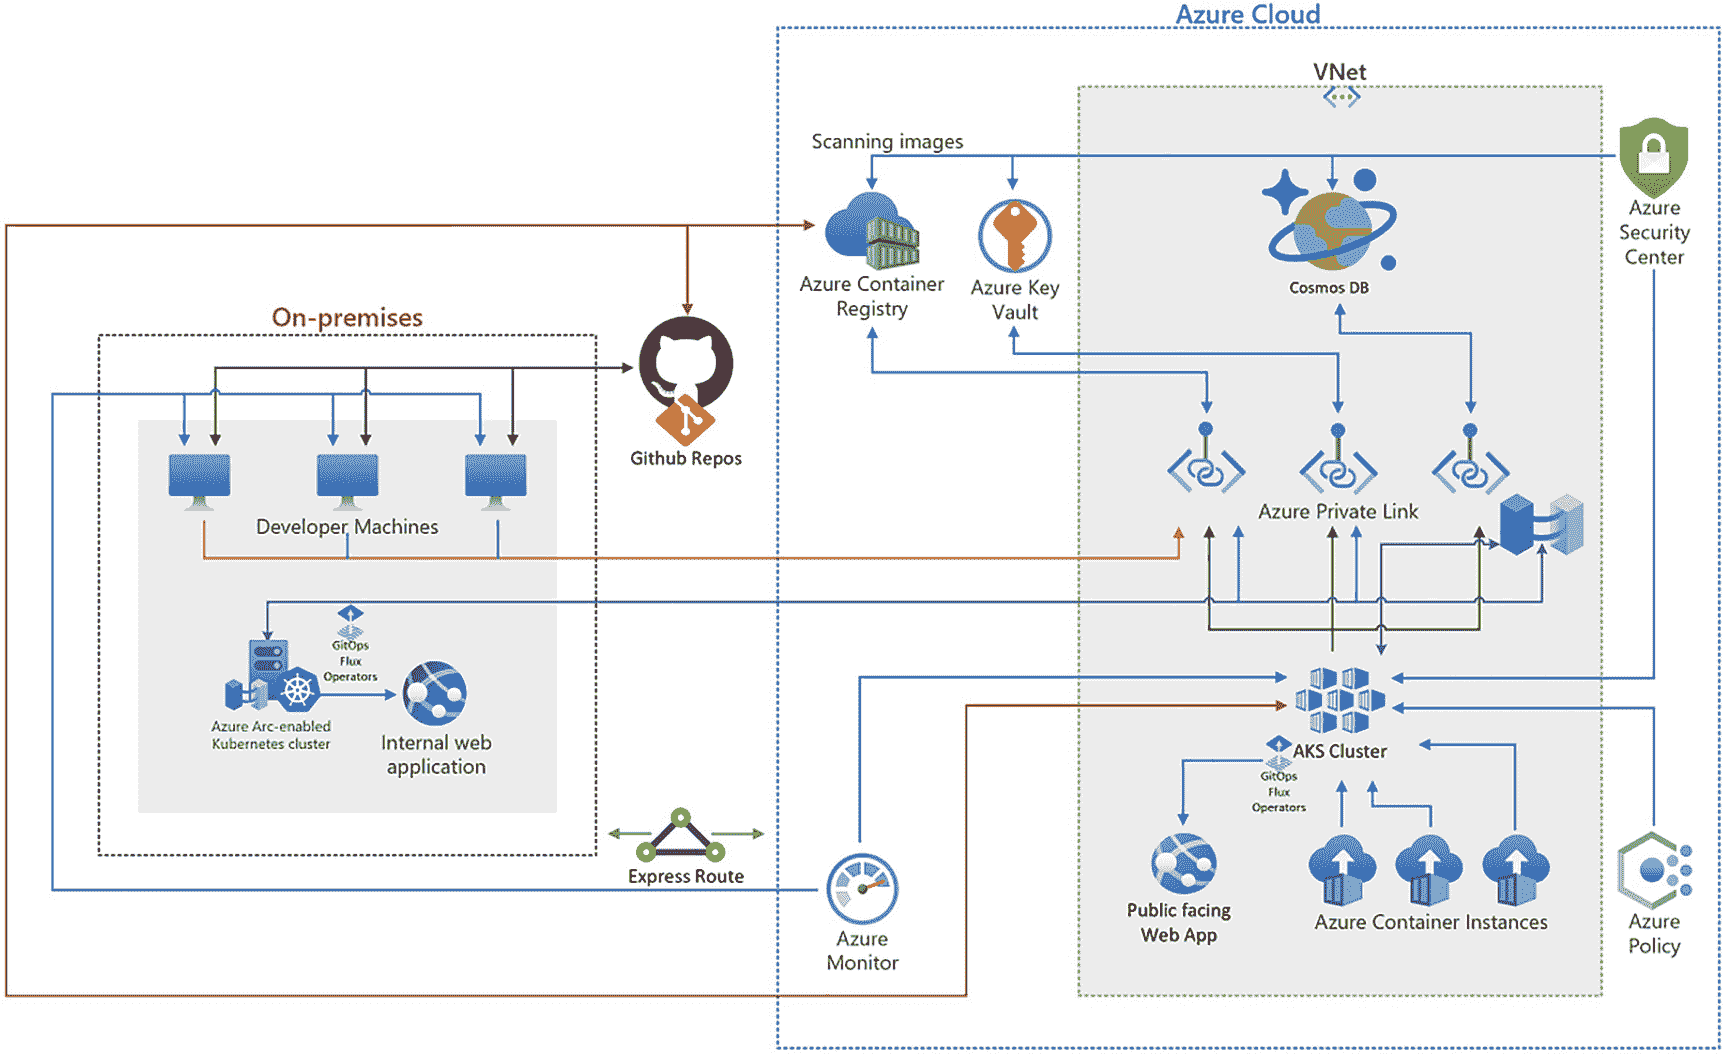 Azure Cloud
VNet
Scanning images
Azure
Security
Center
Azure Container
Registry
Azure Key
Vault
Cosmos DB
On-premises
Github Repos
Developer Machines
Azure Private Link
GitOps
Flux
Operators
Azure Arc-enabled
Kubernetes cluster
Internal web
application
AKS Cluster
GitOps
Flux
Operators
Express Route
Public facing
Web App
Azure Container Instances
Azure
Policy
Azure
Monitor